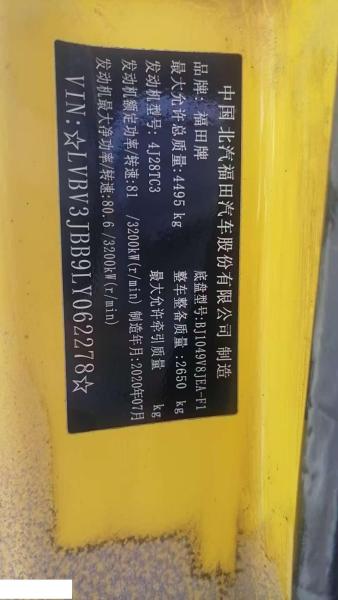 中国 北汽福田汽车股份有限公司 制造
品牌：福田牌 底盘型号:BJ1049V8JEA-F1
最大允许总质量:4495 kg 整车整备质量:2650 kg
发动机型号: 4J28TC3 最大允许牵引质量 kg
发动机额定功率/转速:81 /3200kW(r/min) 制造年月:2020年07月
发动机最大净功率/转速:80.6 /3200kW(r/min)
VIN:☆LVBV3JBB9LY062278☆